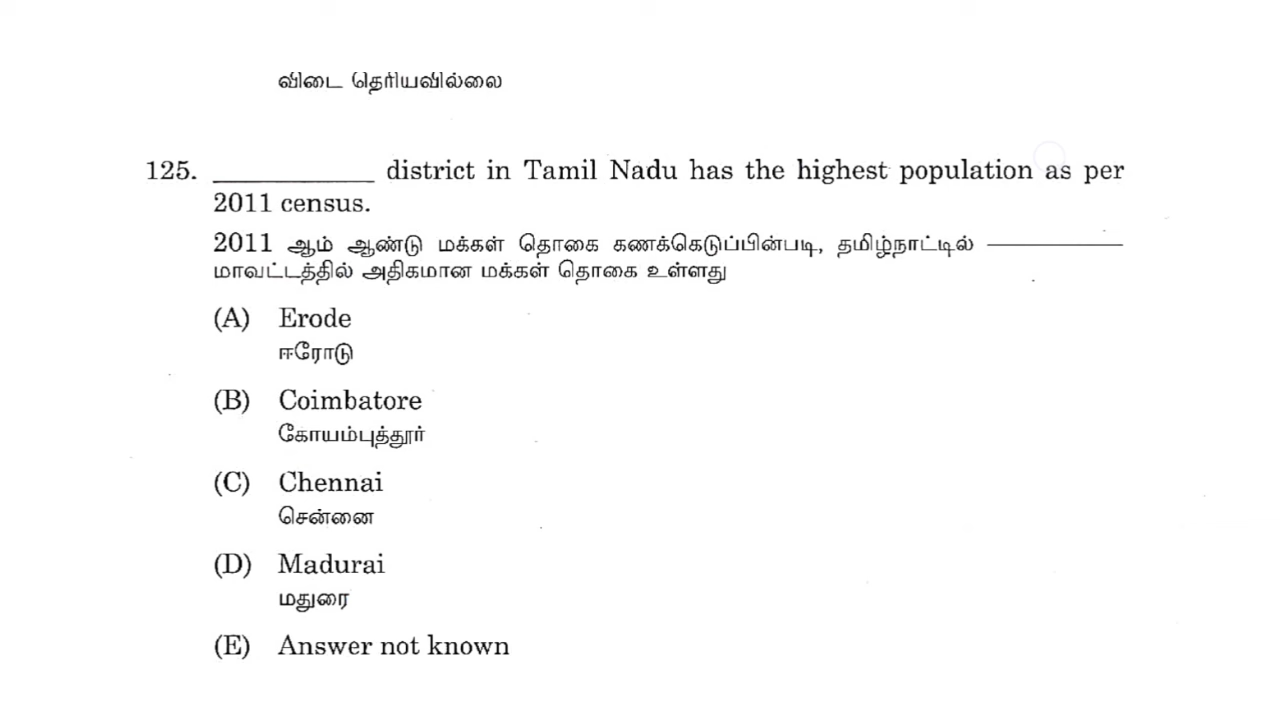 விடை தெரியவில்லை
125. ____________ district in Tamil Nadu has the highest population as per
2011 census.
2011 ஆம் ஆண்டு மக்கள் தொகை கணக்கெடுப்பின்படி, தமிழ்நாட்டில் ————————
மாவட்டத்தில் அதிகமான மக்கள் தொகை உள்ளது
(A) Erode
ஈரோடு
(B) Coimbatore
கோயம்புத்தூர்
(C) Chennai
சென்னை
(D) Madurai
மதுரை
(E) Answer not known